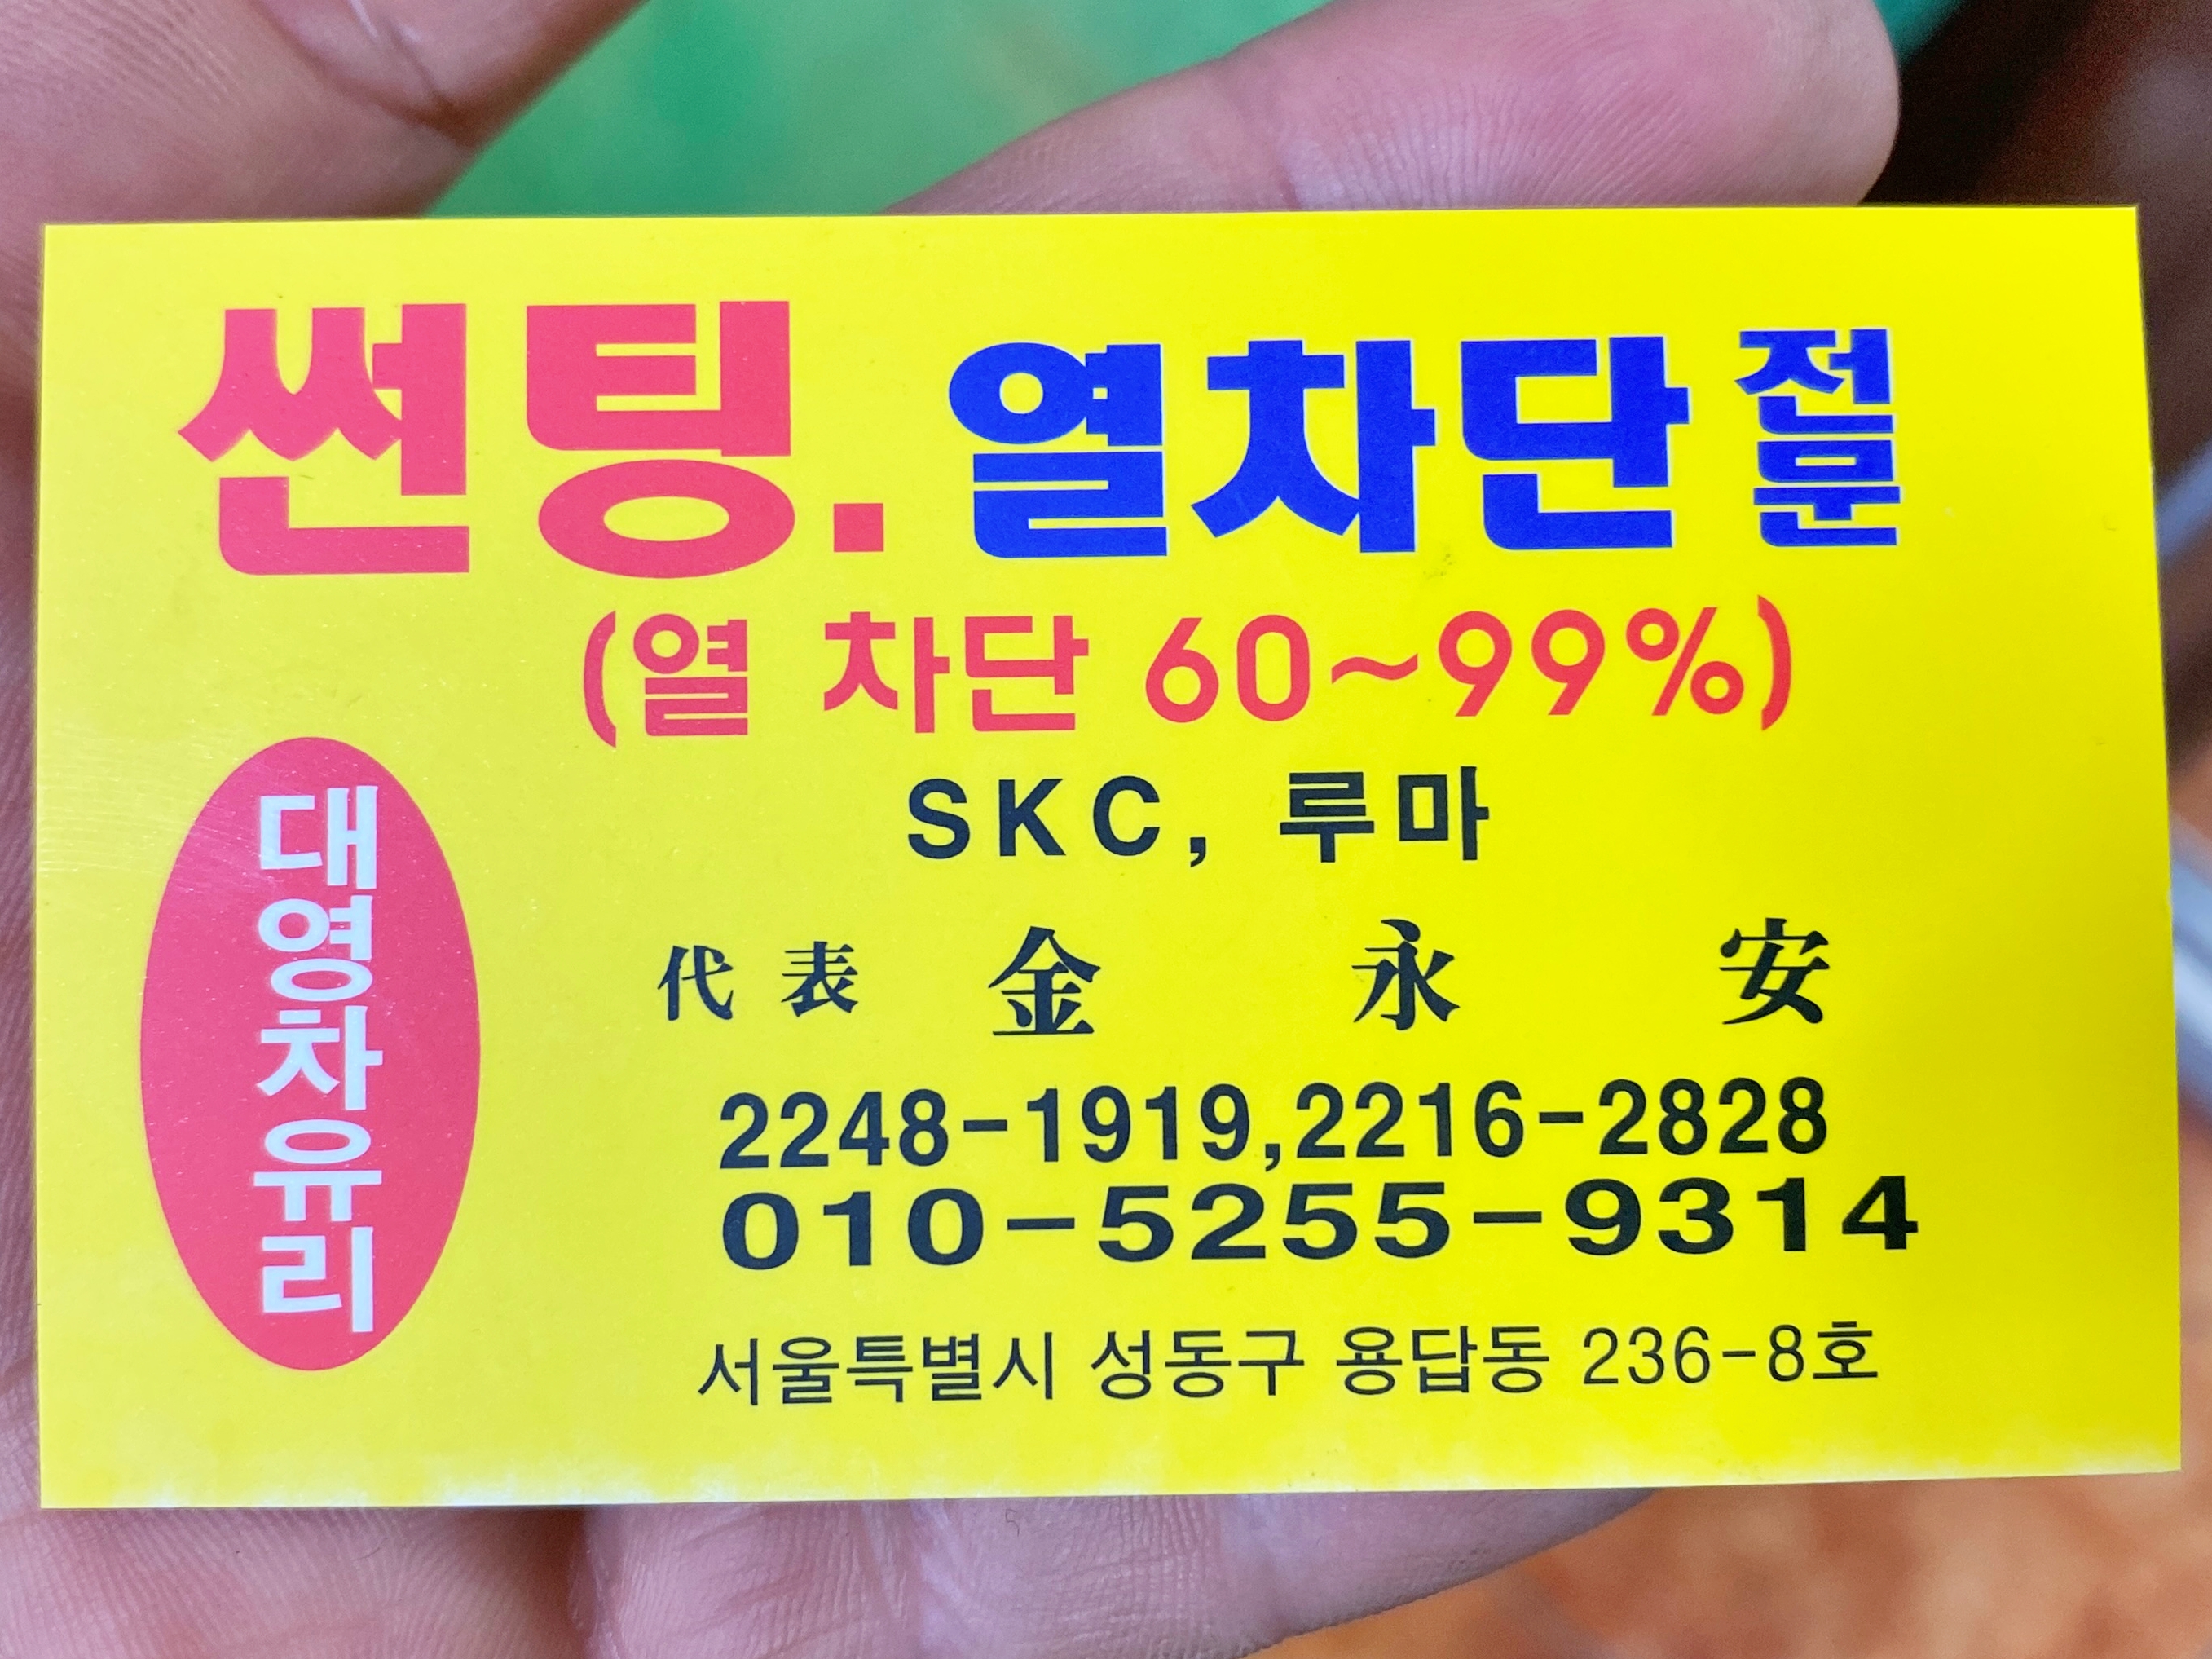 썬팅. 열차단 전문
(열 차단 60~99%)
SKC, 루마
대영차유리
代表 金 永 安
2248-1919,2216-2828
010-5255-9314
서울특별시 성동구 용답동 236-8호